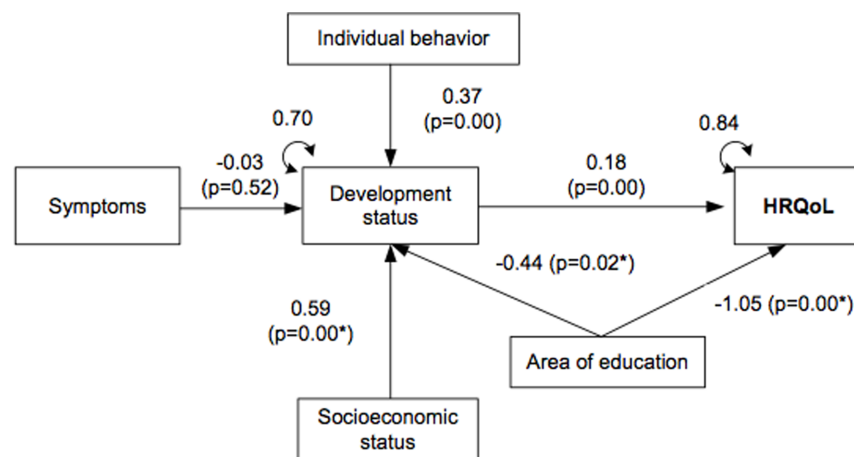 Individual behavior
0.37
(p=0.00)
0.70
0.84
-0.03
(p=0.52)
0.18
(p=0.00)
Symptoms
Development
status
HRQoL
-0.44 (p=0.02*)
-1.05 (p=0.00*)
0.59
(p=0.00*)
Area of education
Socioeconomic
status